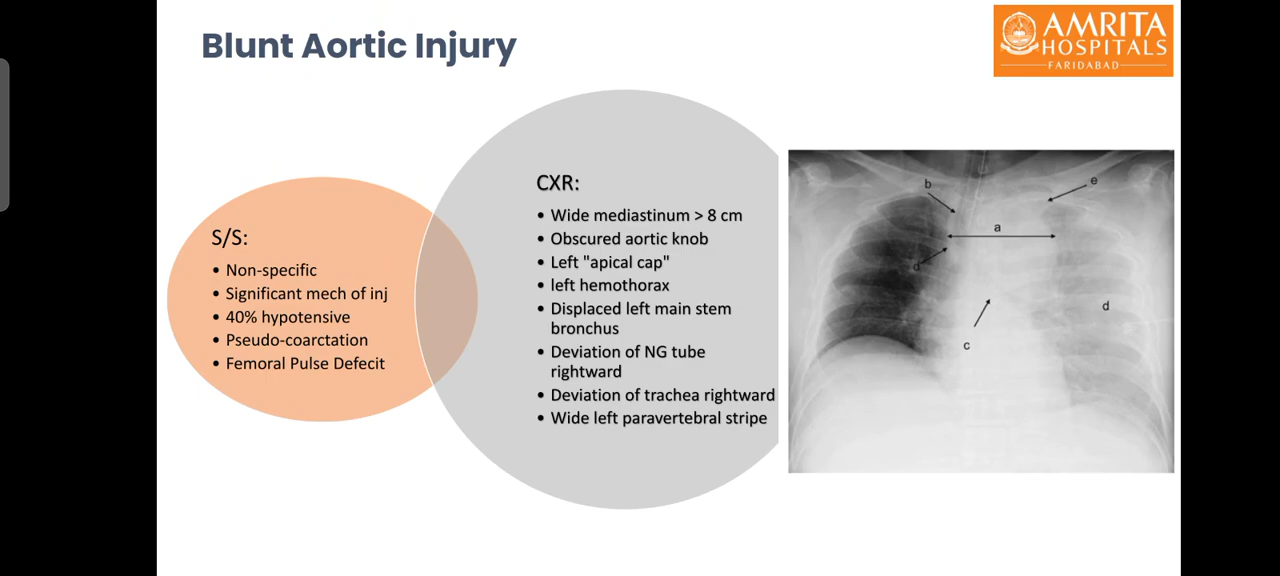 Blunt Aortic Injury
AMRITA
HOSPITALS
FARIDABAD
S/S:
• Non-specific
• Significant mech of inj
• 40% hypotensive
• Pseudo-coarctation
• Femoral Pulse Defecit
CXR:
• Wide mediastinum > 8 cm
• Obscured aortic knob
• Left "apical cap"
• left hemothorax
• Displaced left main stem
bronchus
• Deviation of NG tube
rightward
• Deviation of trachea rightward
• Wide left paravertebral stripe
b
e
a
d
d
c